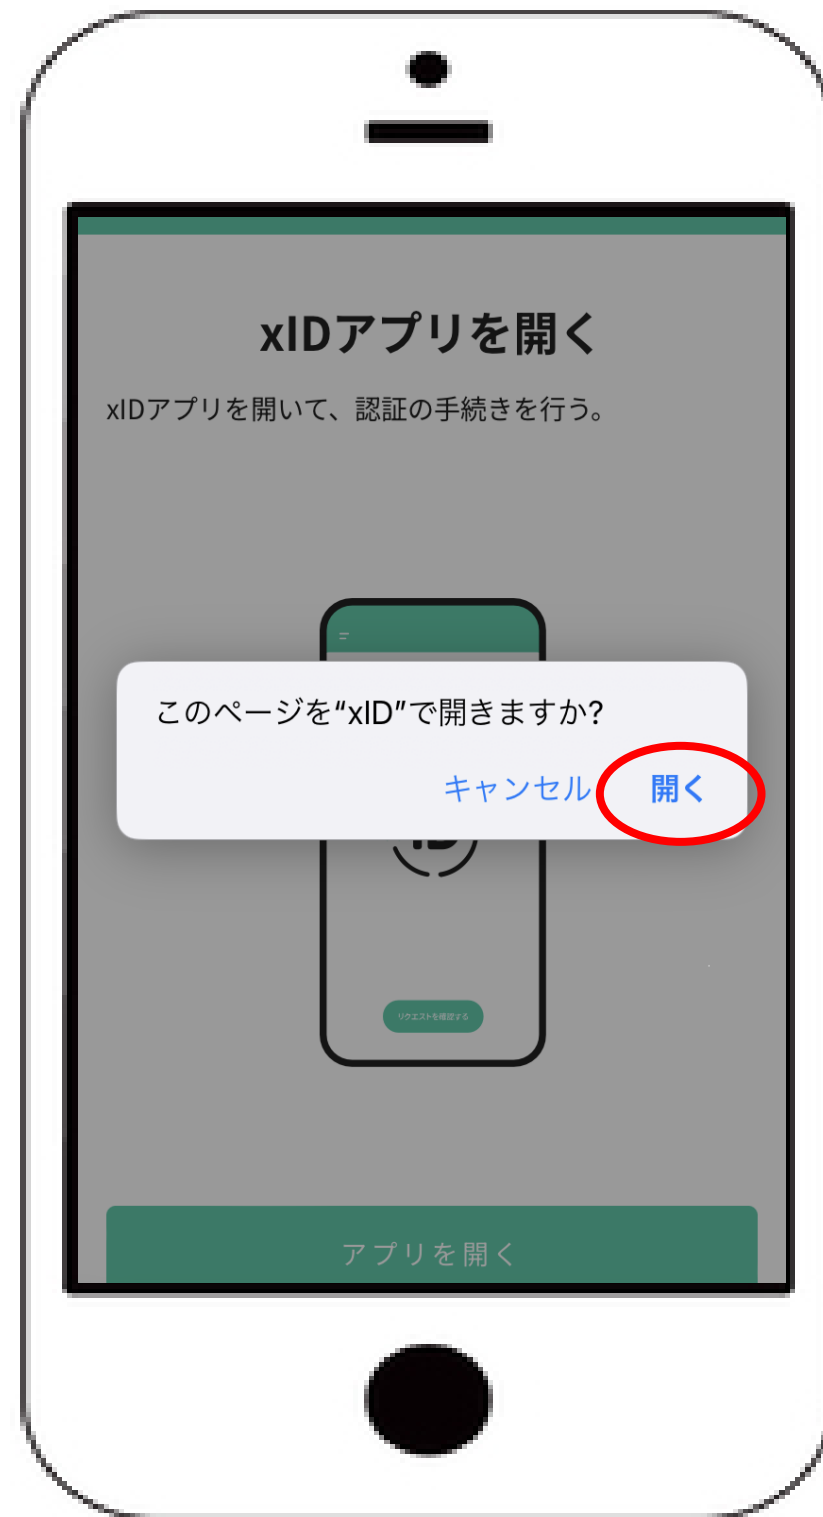 xIDアプリを開く
xIDアプリを開いて、認証の手続きを行う。
このページを“xID”で開きますか?
キャンセル 開く
リクエストを確認する
アプリを開く